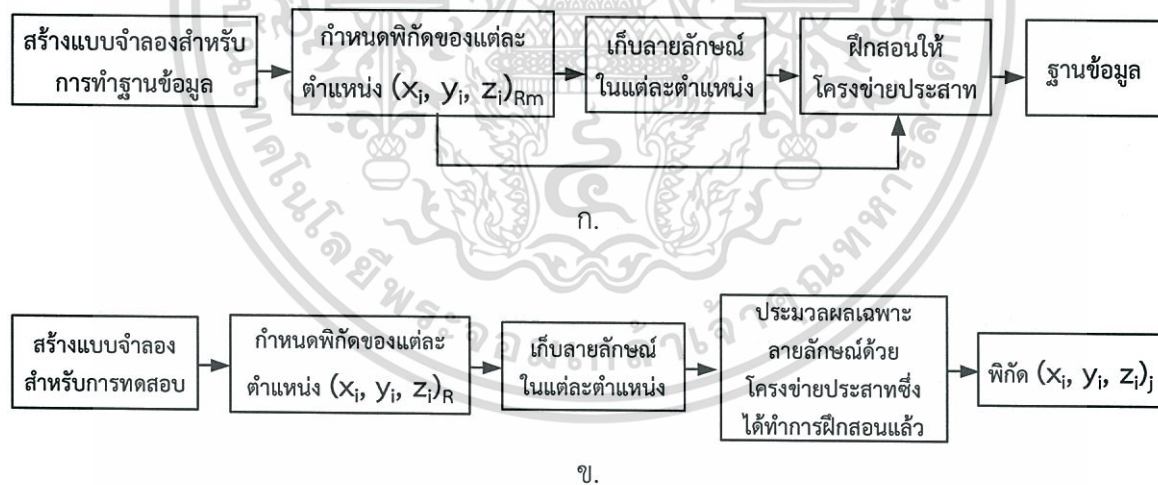 สร้างแบบจำลองสำหรับ
การทำฐานข้อมูล
กำหนดพิกัดของแต่ละ
ตำแหน่ง (xᵢ, yᵢ, zᵢ)Rm
เก็บลายลักษณ์
ในแต่ละตำแหน่ง
ฝึกสอนให้
โครงข่ายประสาท
ฐานข้อมูล
ก.
สร้างแบบจำลอง
สำหรับการทดสอบ
กำหนดพิกัดของแต่ละ
ตำแหน่ง (xᵢ, yᵢ, zᵢ)R
เก็บลายลักษณ์
ในแต่ละตำแหน่ง
ประมวลผลเฉพาะ
ลายลักษณ์ด้วย
โครงข่ายประสาทซึ่ง
ได้ทำการฝึกสอนแล้ว
พิกัด (xᵢ, yᵢ, zᵢ)j
ข.